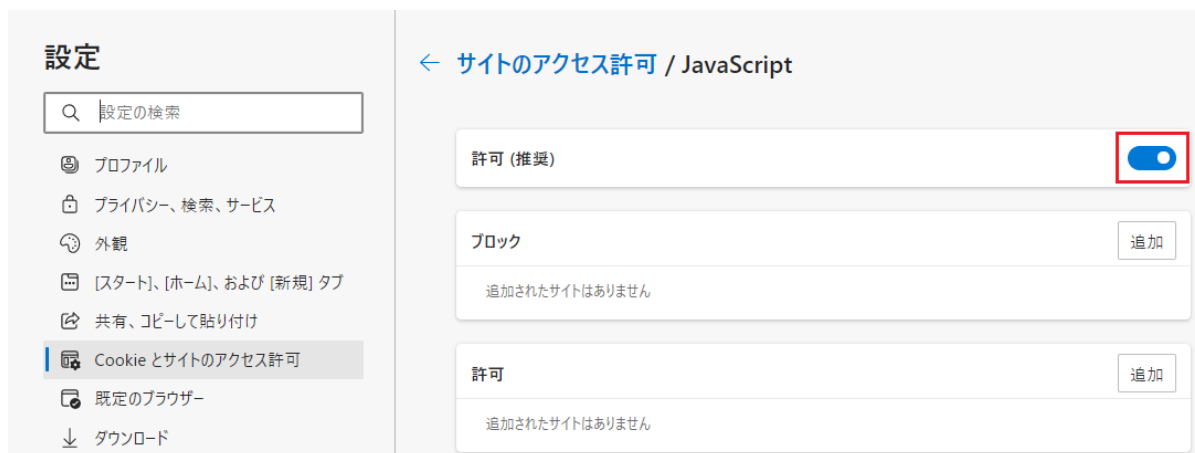 設定
設定の検索
プロファイル
プライバシー、検索、サービス
外観
[スタート]、[ホーム]、および [新規] タブ
共有、コピーして貼り付け
Cookie とサイトのアクセス許可
既定のブラウザー
ダウンロード
サイトのアクセス許可 / JavaScript
許可 (推奨)
ブロック
追加
追加されたサイトはありません
許可
追加
追加されたサイトはありません